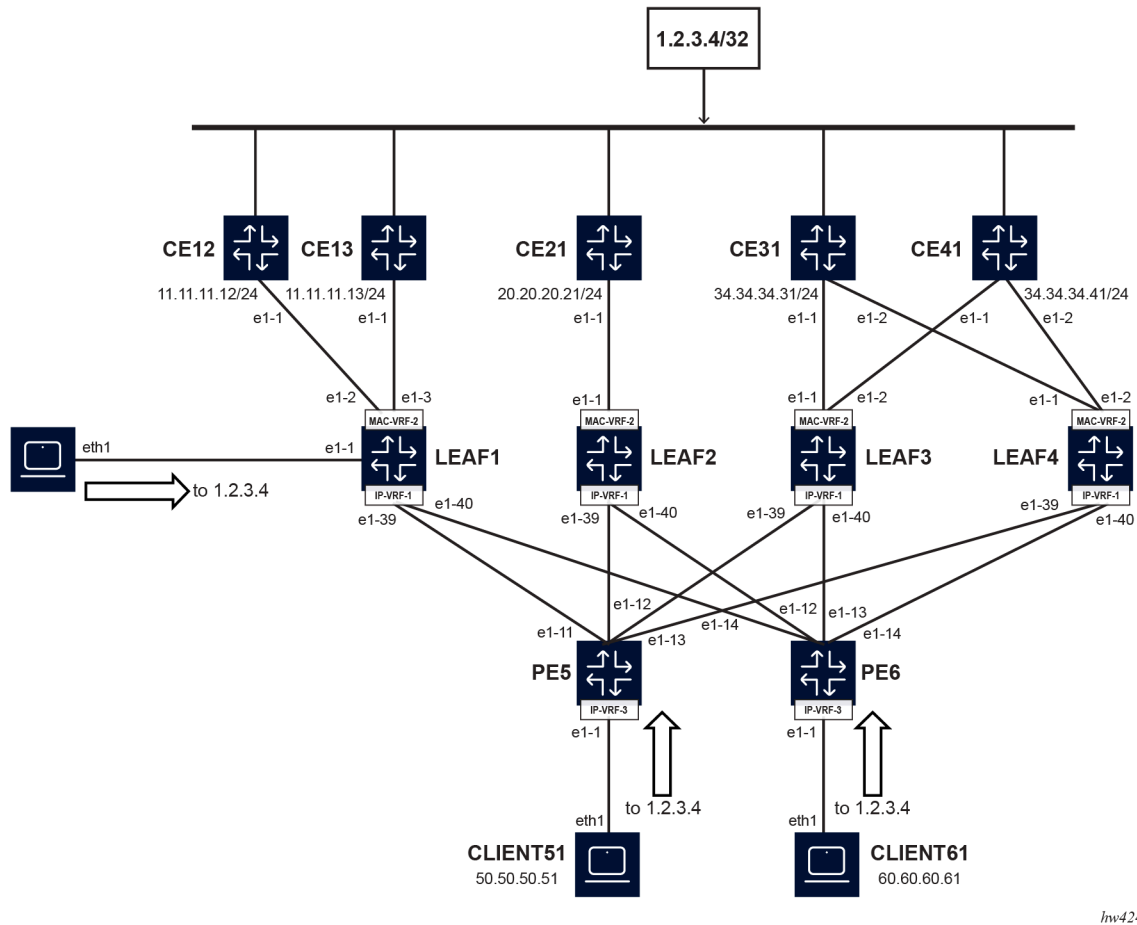 1.2.3.4/32
CE12
CE13
CE21
CE31
CE41
11.11.11.12/24
11.11.11.13/24
20.20.20.21/24
34.34.34.31/24
34.34.34.41/24
e1-1
e1-1
e1-1
e1-1
e1-2
e1-1
e1-2
e1-2
e1-3
e1-1
e1-1
e1-2
e1-1
e1-2
MAC-VRF-2
MAC-VRF-2
MAC-VRF-2
MAC-VRF-2
eth1
e1-1
LEAF1
LEAF2
LEAF3
LEAF4
to 1.2.3.4
IP-VRF-1
IP-VRF-1
IP-VRF-1
IP-VRF-1
e1-39
e1-40
e1-39
e1-40
e1-39
e1-40
e1-39
e1-40
e1-11
e1-12
e1-13
e1-14
e1-12
e1-13
e1-14
PE5
PE6
IP-VRF-3
IP-VRF-3
e1-1
e1-1
to 1.2.3.4
to 1.2.3.4
eth1
eth1
CLIENT51
50.50.50.51
CLIENT61
60.60.60.61